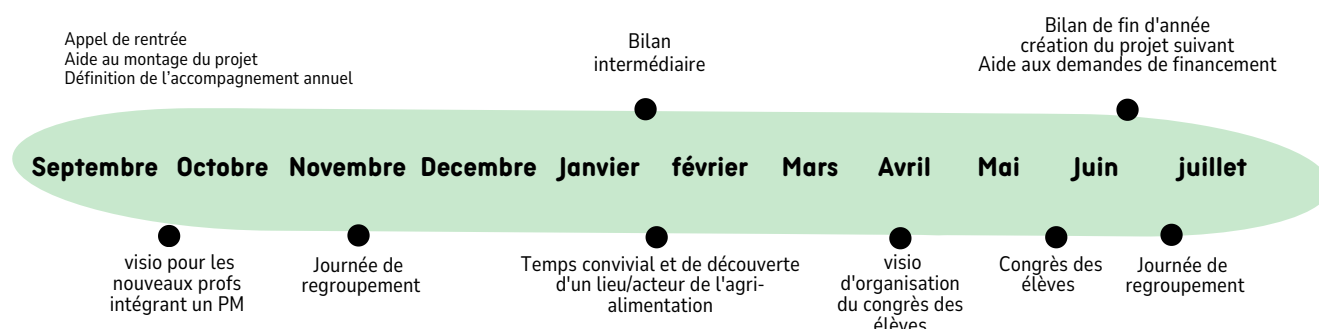 Appel de rentrée
Aide au montage du projet
Définition de l'accompagnement annuel
Bilan
intermédiaire
Bilan de fin d'année
création du projet suivant
Aide aux demandes de financement
Septembre Octobre Novembre Decembre Janvier février Mars Avril Mai Juin juillet
visio pour les
nouveaux profs
intégrant un PM
Journée de
regroupement
Temps convivial et de découverte
d'un lieu/acteur de l'agri-
alimentation
visio
d'organisation
du congrès des
élèves
Congrès des
élèves
Journée de
regroupement